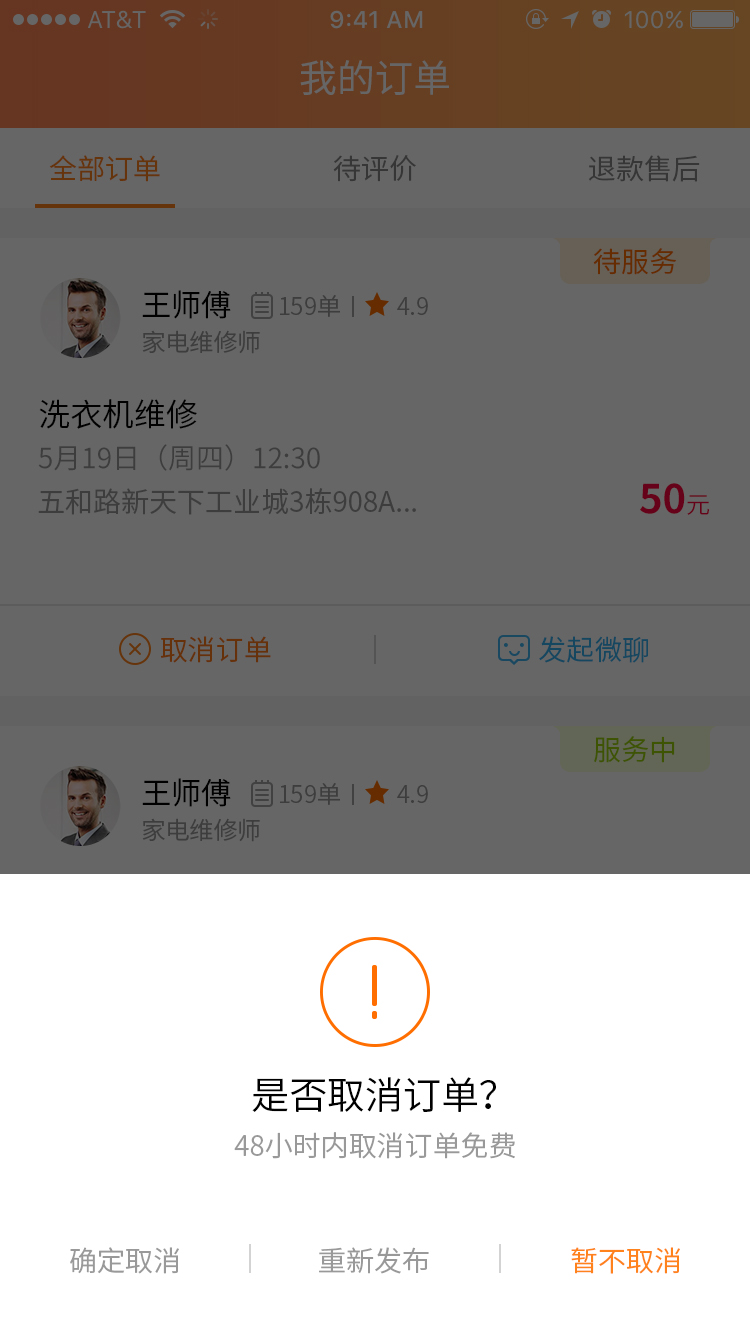 AT&T 9:41 AM 100%
我的订单
全部订单 待评价 退款售后
待服务
王师傅 159单 4.9
家电维修师
洗衣机维修
5月19日（周四）12:30
五和路新天下工业城3栋908A...
50元
取消订单 发起微聊
服务中
王师傅 159单 4.9
家电维修师
是否取消订单?
48小时内取消订单免费
确定取消 重新发布 暂不取消